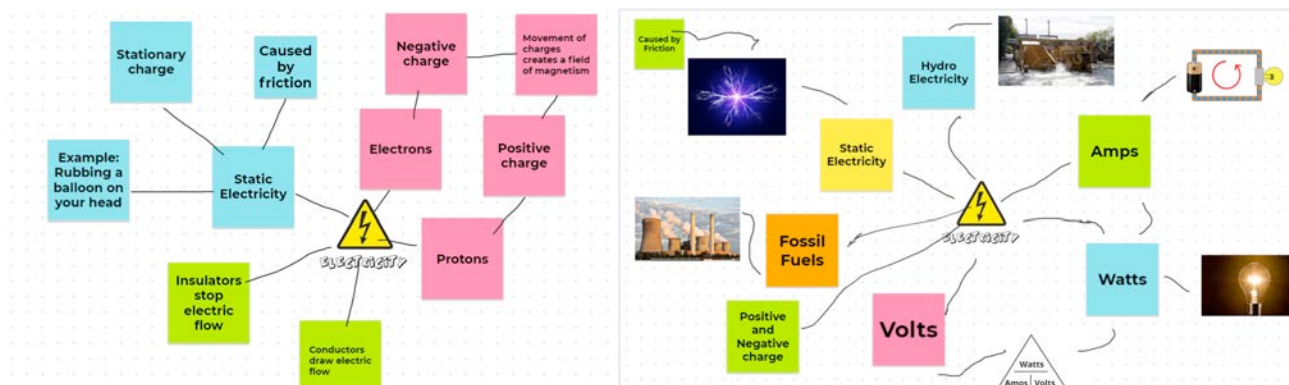 Stationary
charge
Caused
by
friction
Negative
charge
Movement of
charges
creates a field
of magnetism
Example:
Rubbing a
balloon on
your head
Static
Electricity
Electrons
Positive
charge
ELECTRICITY
Protons
Insulators
stop
electric
flow
Conductors
draw electric
flow
Caused by
Friction
Hydro
Electricity
Static
Electricity
Amps
ELECTRICITY
Fossil
Fuels
Watts
Positive
and
Negative
charge
Volts
Watts
Amps Volts